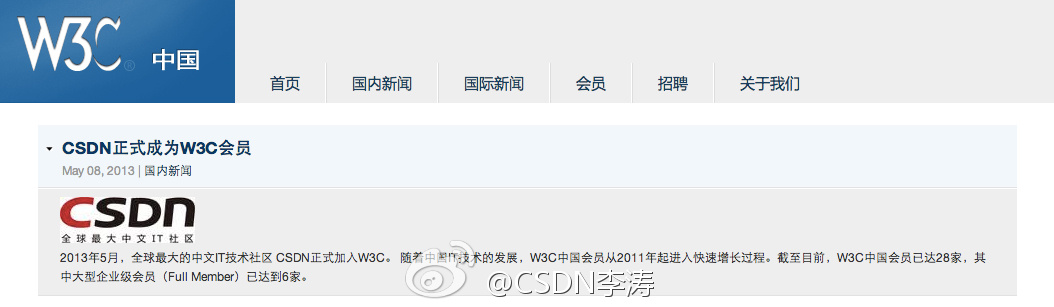 W3C® 中国
首页 国内新闻 国际新闻 会员 招聘 关于我们
CSDN正式成为W3C会员
May 08, 2013 | 国内新闻
CSDN
全球最大中文IT社区
2013年5月，全球最大的中文IT技术社区 CSDN正式加入W3C。 随着中国IT技术的发展，W3C中国会员从2011年起进入快速增长过程。截至目前，W3C中国会员已达28家，其
中大型企业级会员（Full Member）已达到6家。
@CSDN李涛